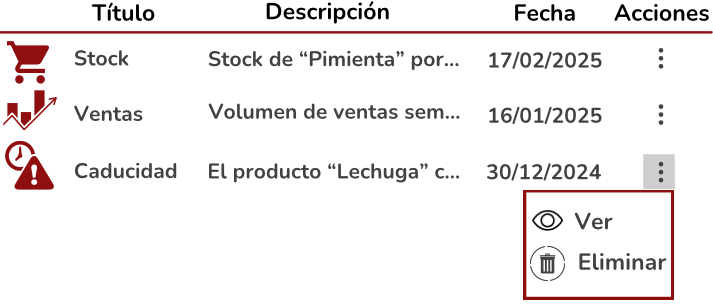 Título Descripción Fecha Acciones
Stock Stock de “Pimienta” por... 17/02/2025
Ventas Volumen de ventas sem... 16/01/2025
Caducidad El producto “Lechuga” c... 30/12/2024
Ver
Eliminar